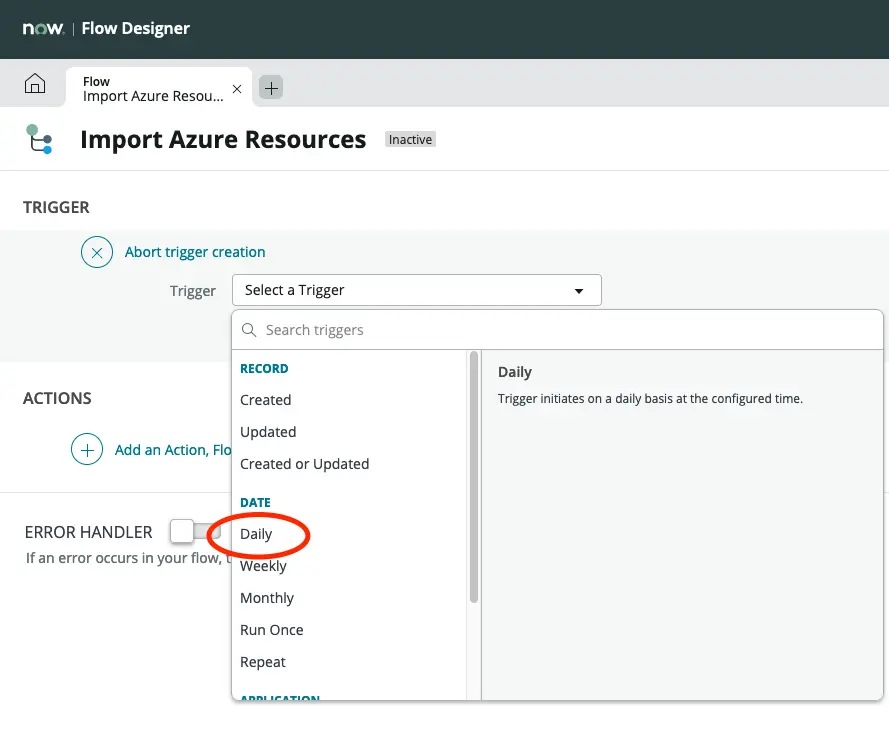 now. | Flow Designer
Flow
Import Azure Resou...
Import Azure Resources
Inactive
TRIGGER
Abort trigger creation
Trigger
Select a Trigger
Search triggers
RECORD
Created
Updated
Created or Updated
DATE
Daily
Weekly
Monthly
Run Once
Repeat
APPLICATION
Daily
Trigger initiates on a daily basis at the configured time.
ACTIONS
Add an Action, Flo
ERROR HANDLER
If an error occurs in your flow, t